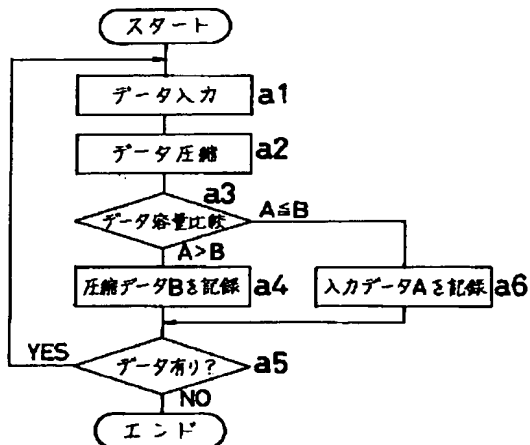 スタート
データ入力 a1
データ圧縮 a2
a3
データ容量比較 A≦B
A>B
圧縮データBを記録 a4
入力データAを記録 a6
YES
データ有り? a5
NO
エンド